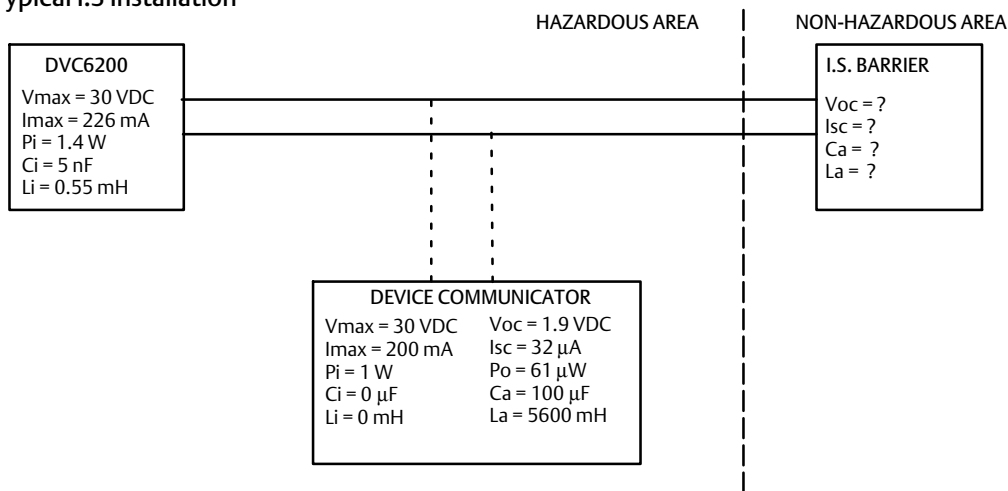 HAZARDOUS AREA
NON-HAZARDOUS AREA
DVC6200
Vmax = 30 VDC
Imax = 226 mA
Pi = 1.4 W
Ci = 5 nF
Li = 0.55 mH
I.S. BARRIER
Voc = ?
Isc = ?
Ca = ?
La = ?
DEVICE COMMUNICATOR
Vmax = 30 VDC
Imax = 200 mA
Pi = 1 W
Ci = 0 µF
Li = 0 mH
Voc = 1.9 VDC
Isc = 32 µA
Po = 61 µW
Ca = 100 µF
La = 5600 mH